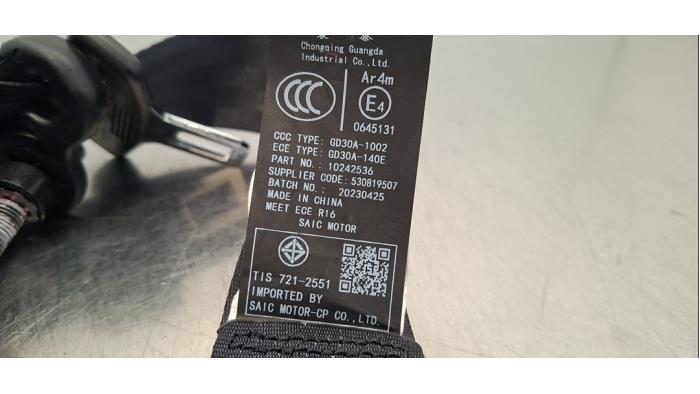 Chongqing Guangda
Industrial Co.,Ltd.
CCC
Ar4m
E4
0645131
CCC TYPE: GD30A-1002
ECE TYPE: GD30A-140E
PART NO.: 10242536
SUPPLIER CODE: 530819507
BATCH NO.: 20230425
MADE IN CHINA
MEET ECE R16
SAIC MOTOR
TIS 721-2551
IMPORTED BY
SAIC MOTOR-CP CO.,LTD.